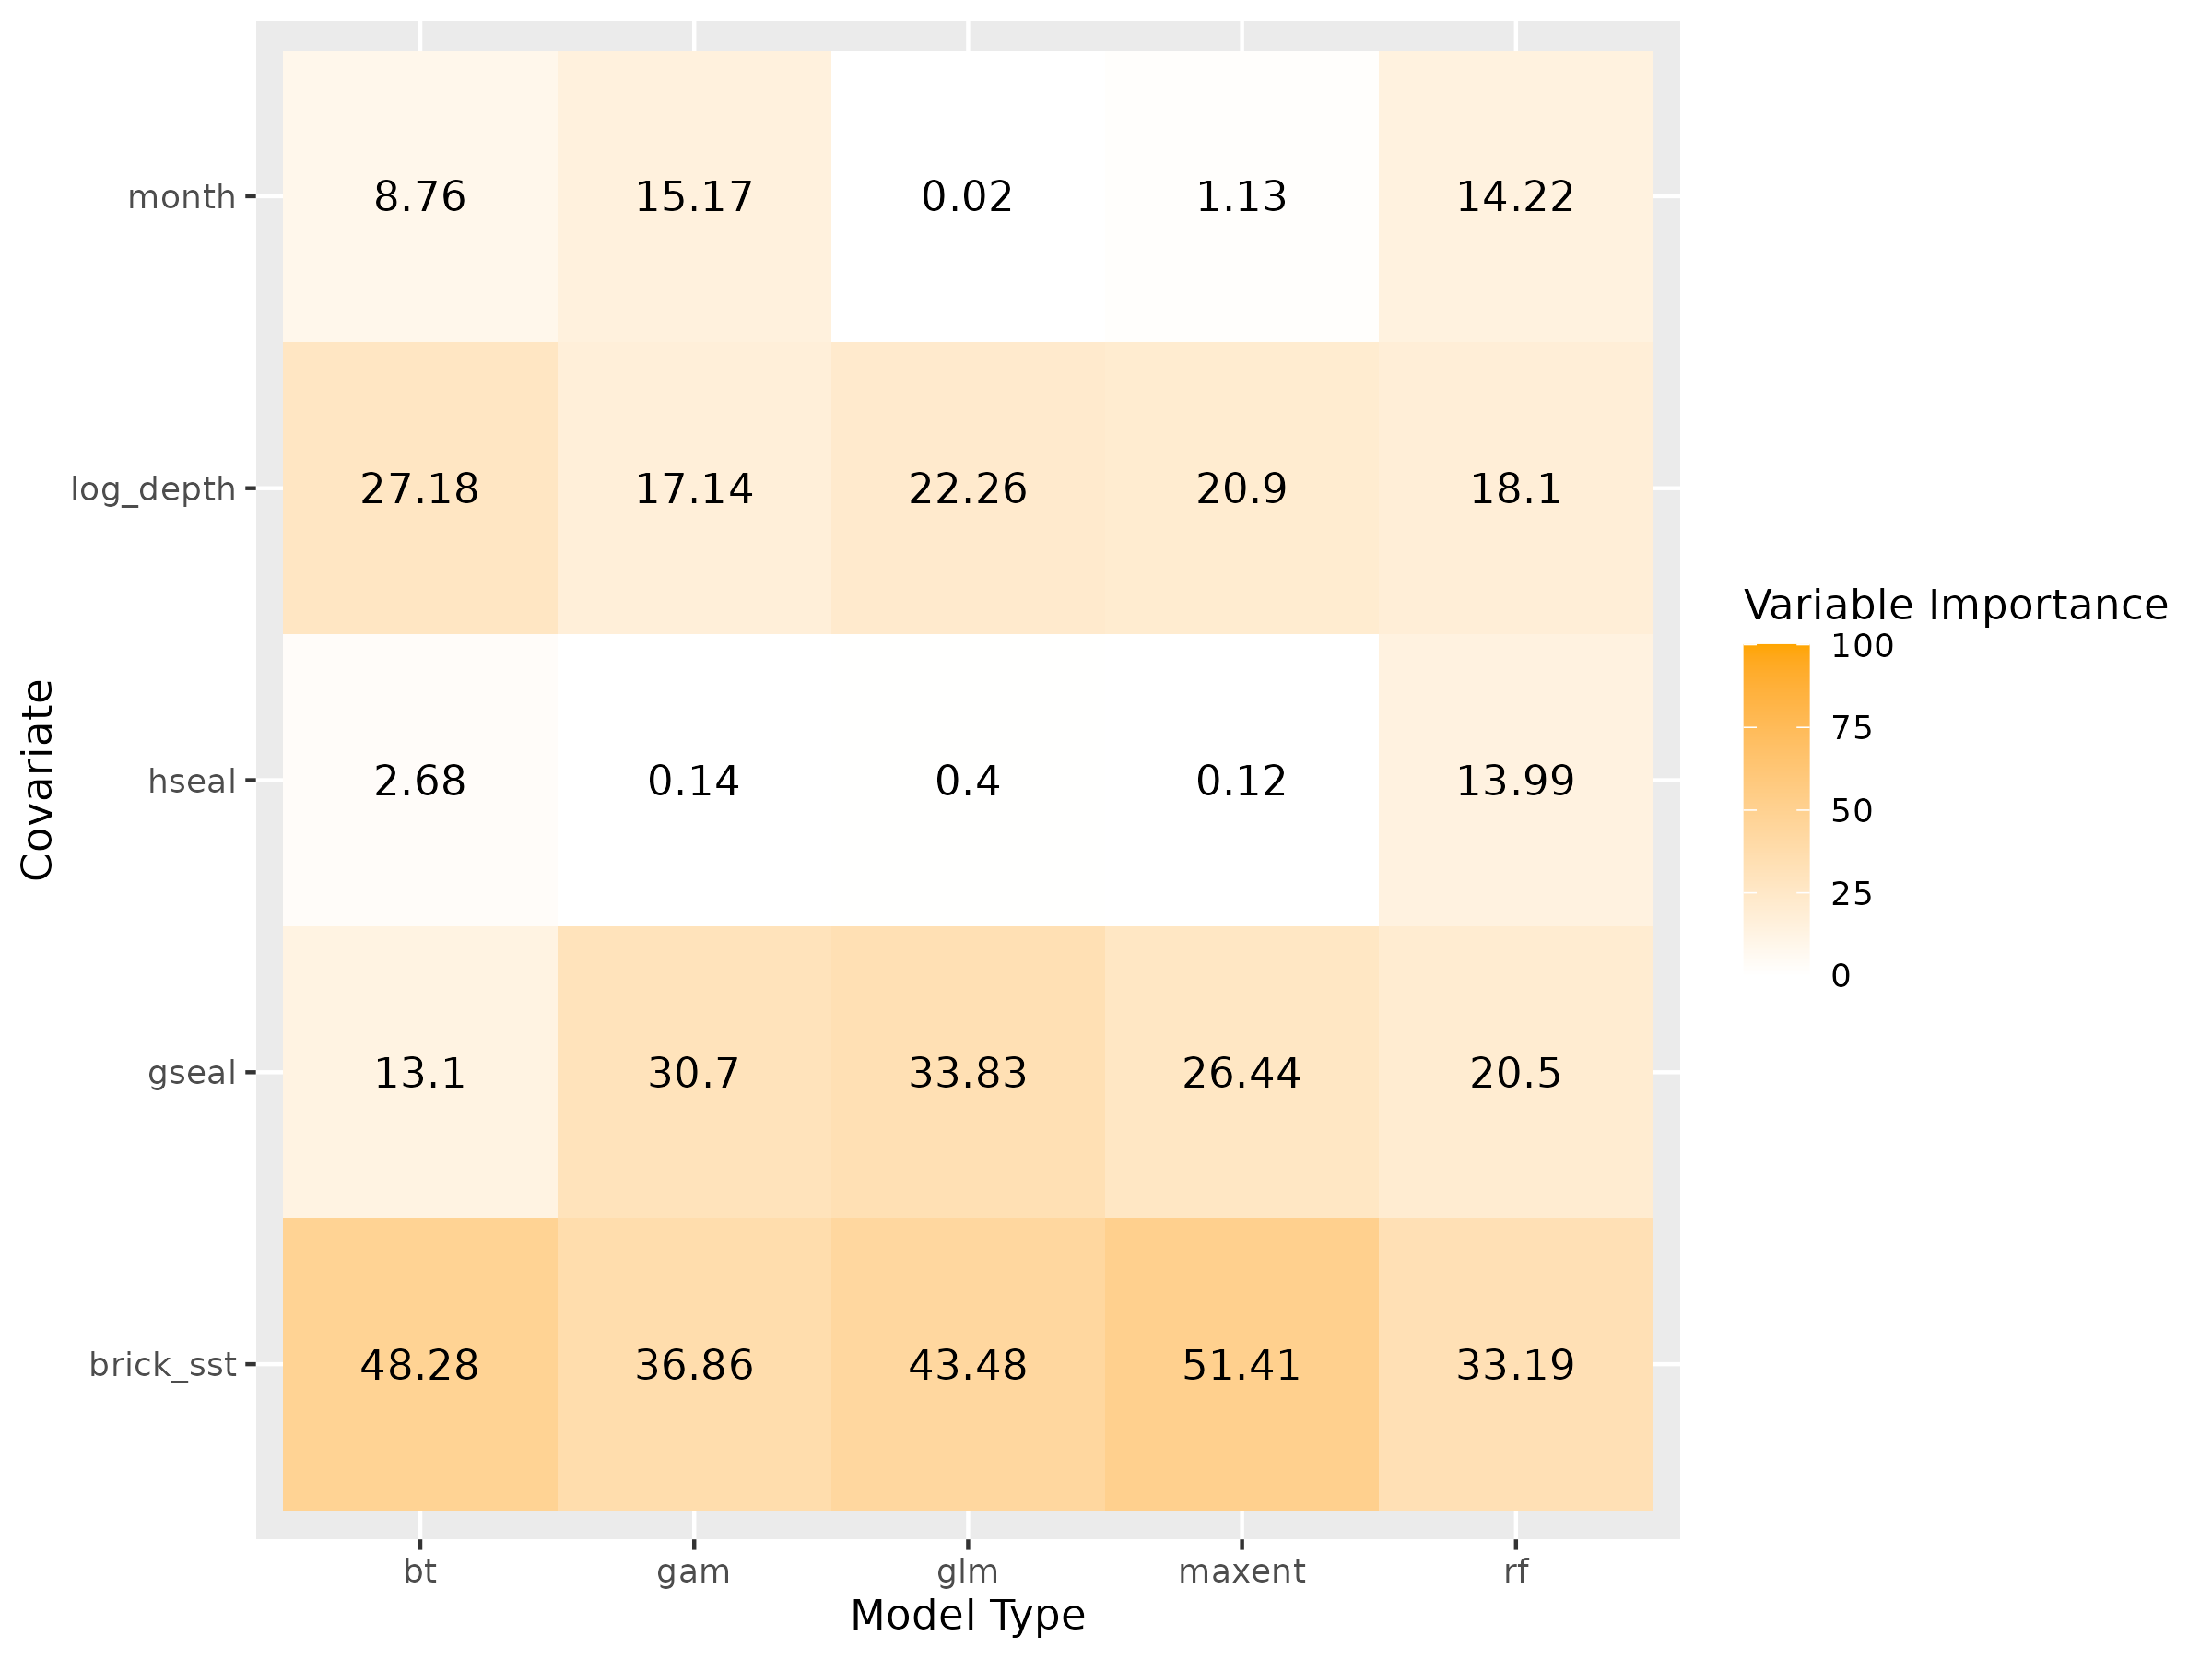 month
8.76 15.17 0.02 1.13 14.22
log_depth
27.18 17.14 22.26 20.9 18.1
hseal
2.68 0.14 0.4 0.12 13.99
gseal
13.1 30.7 33.83 26.44 20.5
brick_sst
48.28 36.86 43.48 51.41 33.19
bt gam glm maxent rf
Model Type
Covariate
Variable Importance
100
75
50
25
0